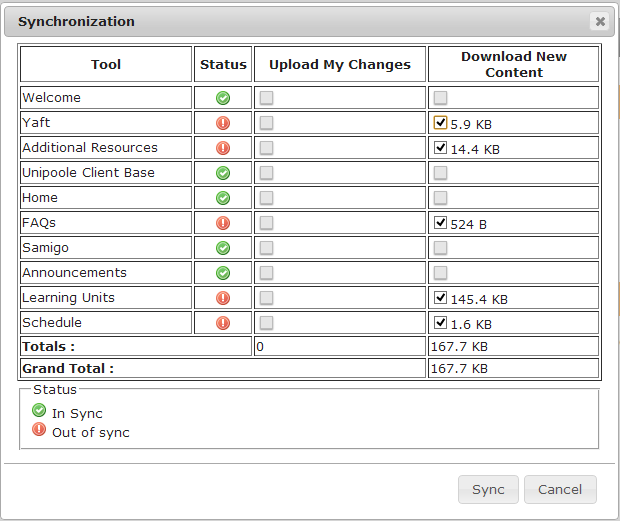 Synchronization
Tool Status Upload My Changes Download New Content
Welcome
Yaft 5.9 KB
Additional Resources 14.4 KB
Unipoole Client Base
Home
FAQs 524 B
Samigo
Announcements
Learning Units 145.4 KB
Schedule 1.6 KB
Totals : 0 167.7 KB
Grand Total : 167.7 KB
Status
In Sync
Out of sync
Sync Cancel